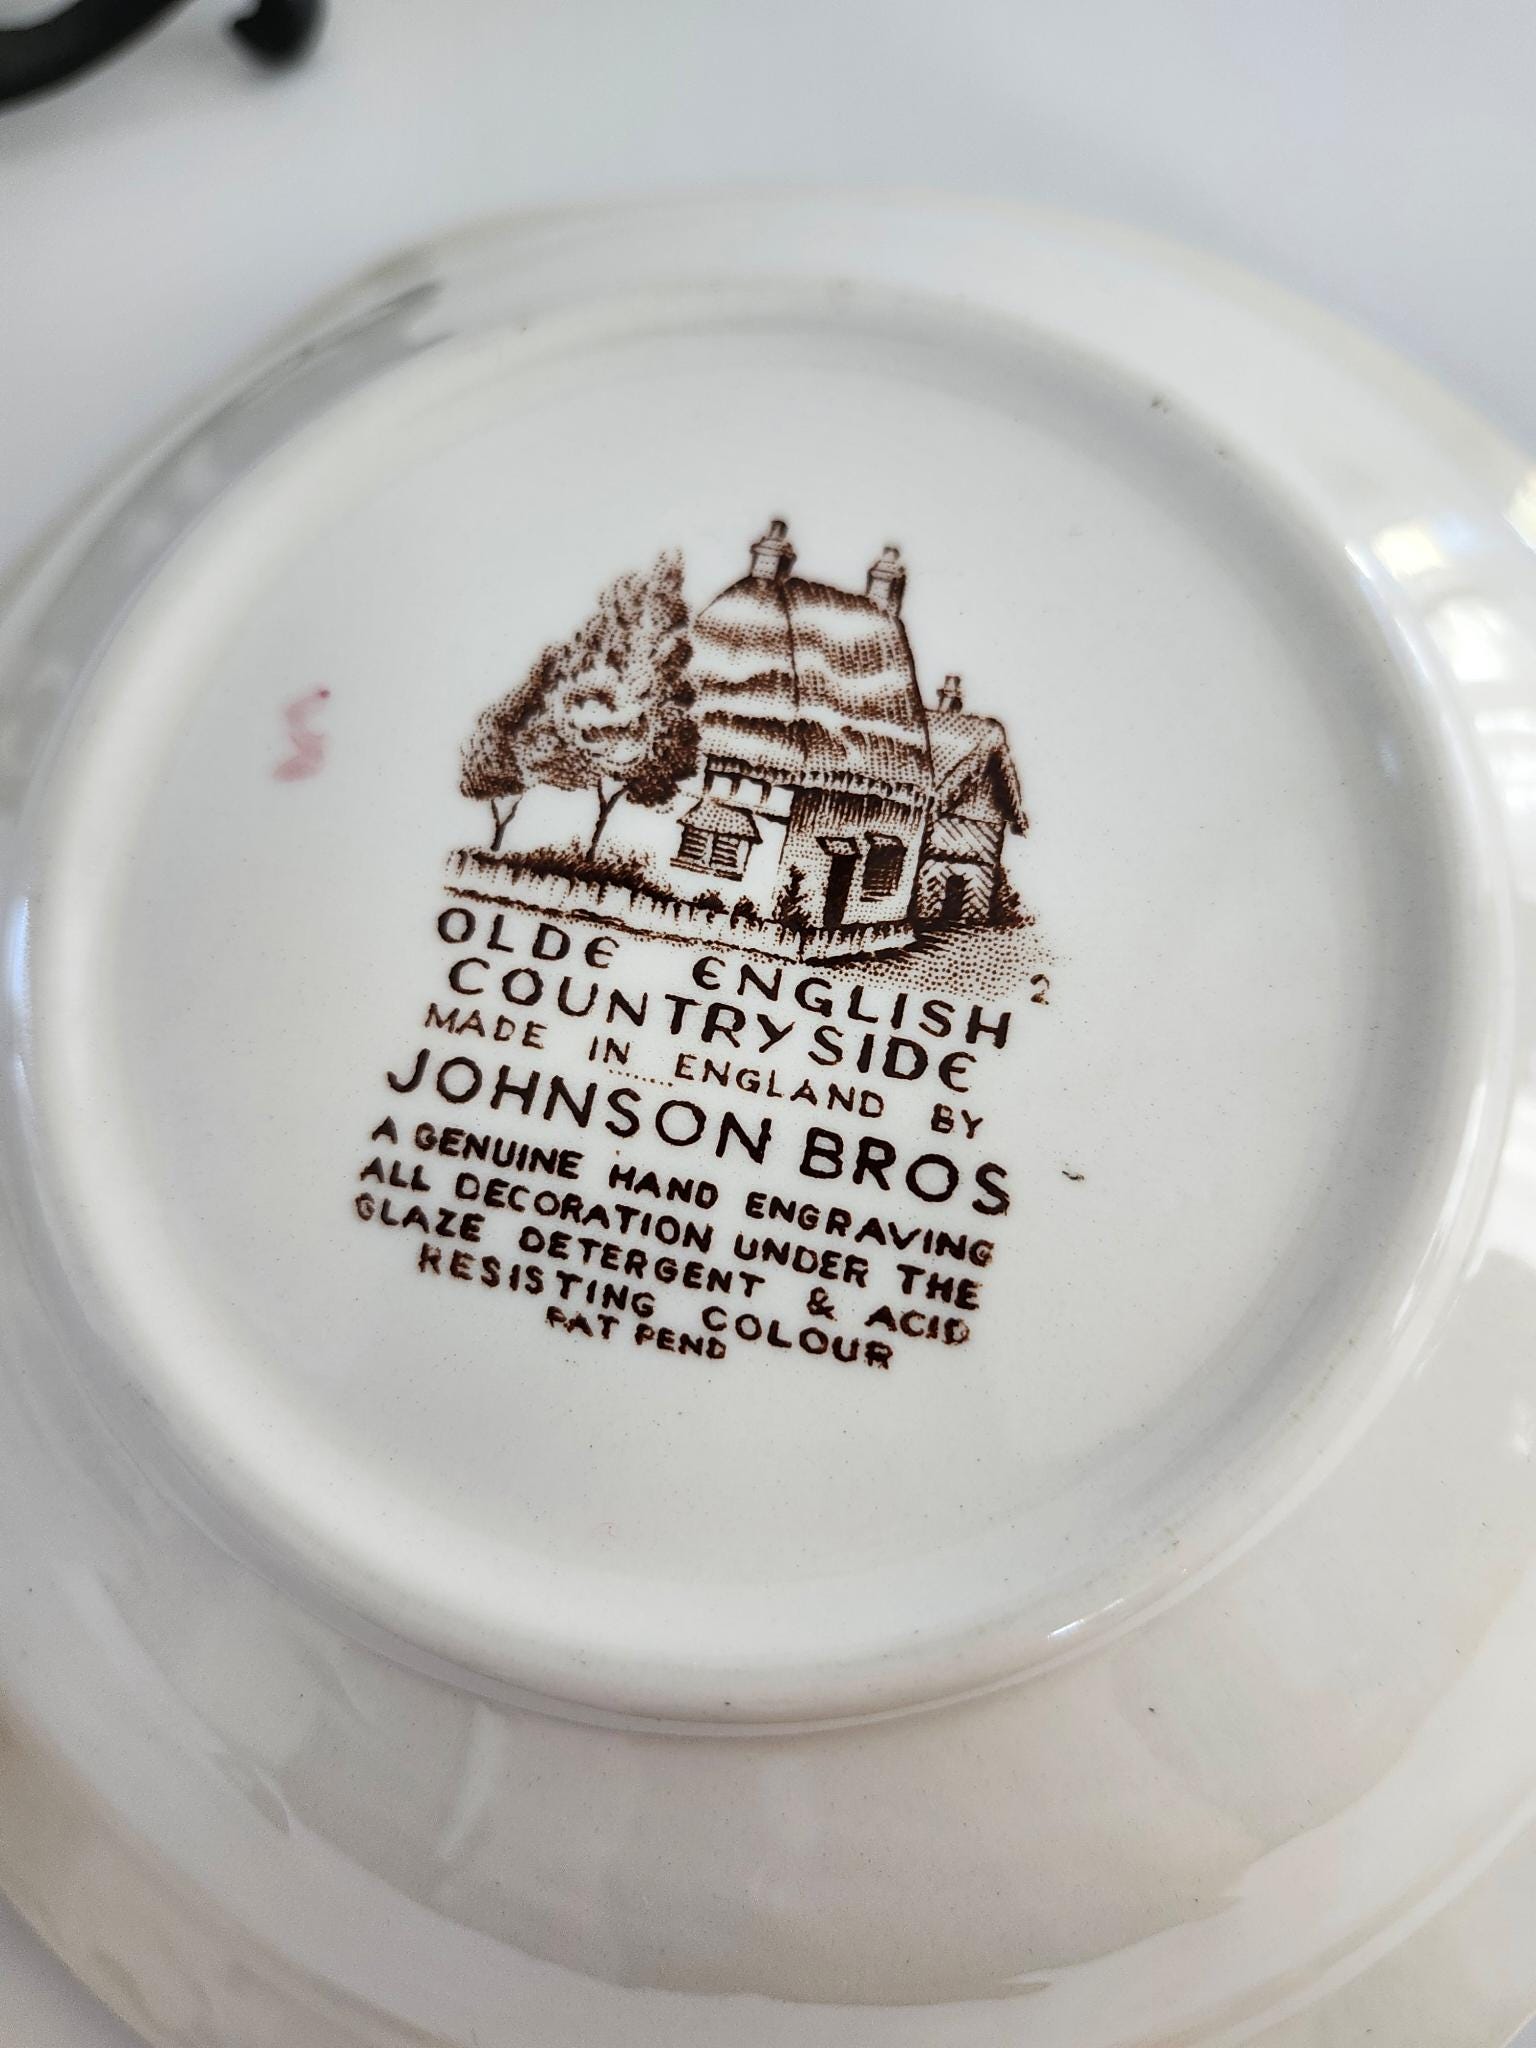 OLDE ENGLISH 2
COUNTRYSIDE
MADE IN ENGLAND BY
JOHNSON BROS
A GENUINE HAND ENGRAVING
ALL DECORATION UNDER THE
GLAZE DETERGENT & ACID
RESISTING COLOUR
PAT PEND